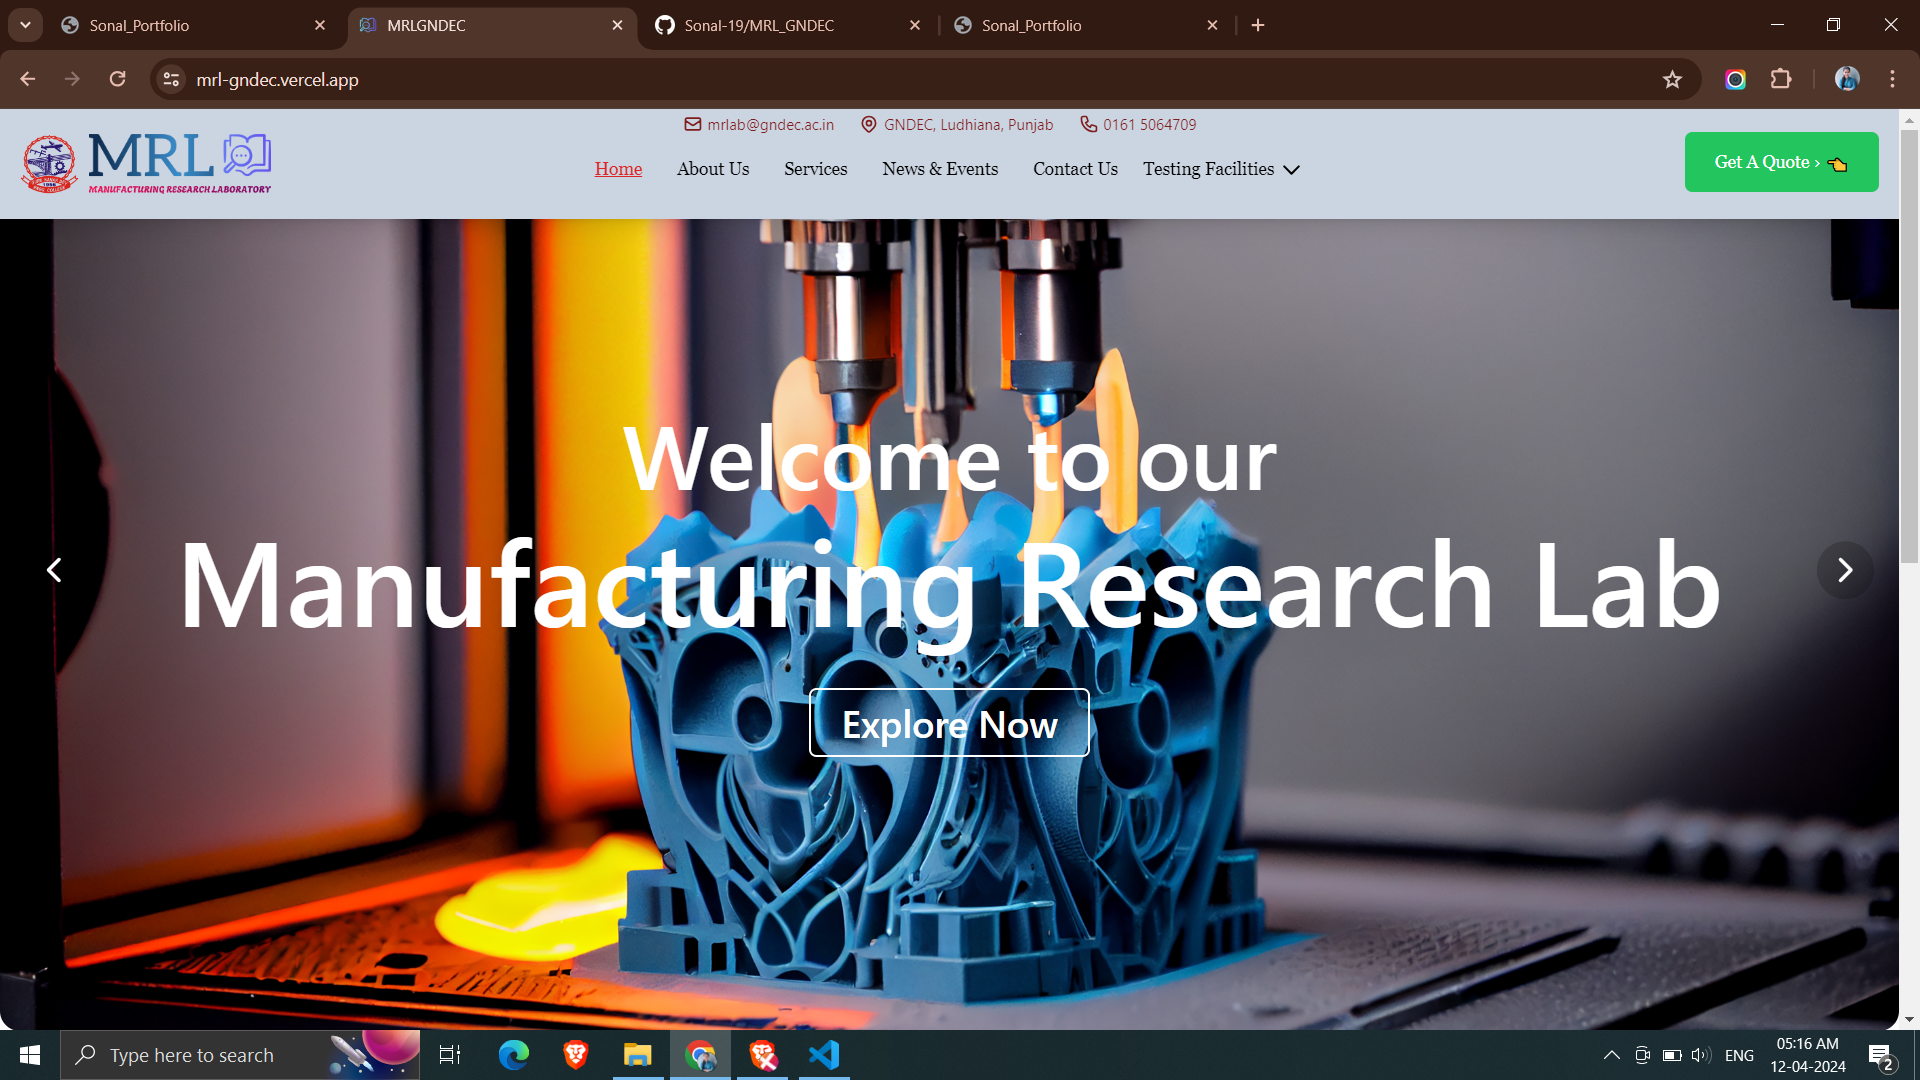 Sonal_Portfolio
MRLGNDEC
Sonal-19/MRL_GNDEC
Sonal_Portfolio
mrl-gndec.vercel.app
mrlab@gndec.ac.in GNDEC, Ludhiana, Punjab 0161 5064709
MRL
MANUFACTURING RESEARCH LABORATORY
Home About Us Services News & Events Contact Us Testing Facilities
Get A Quote ›
Welcome to our
Manufacturing Research Lab
Explore Now
Type here to search
ENG
05:16 AM
12-04-2024
2